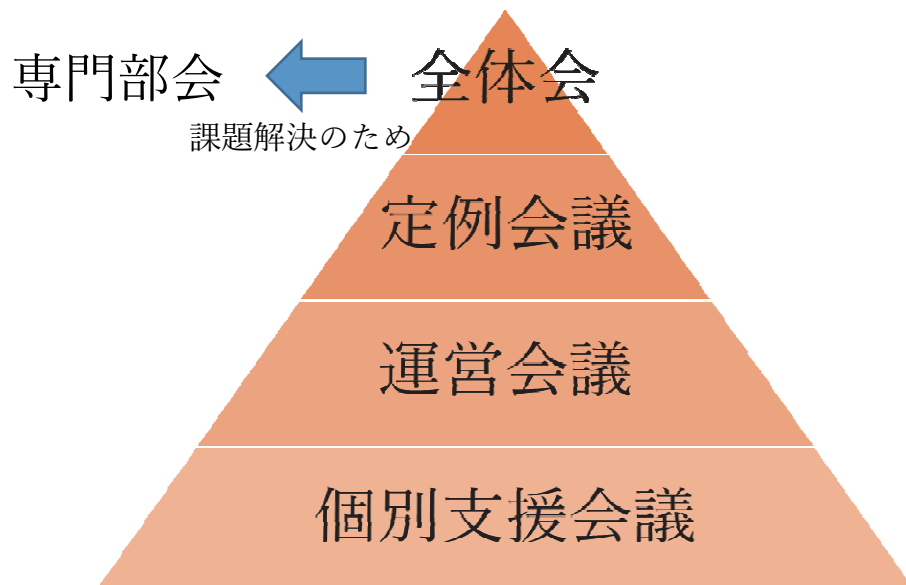 専門部会
全体会
課題解決のため
定例会議
運営会議
個別支援会議